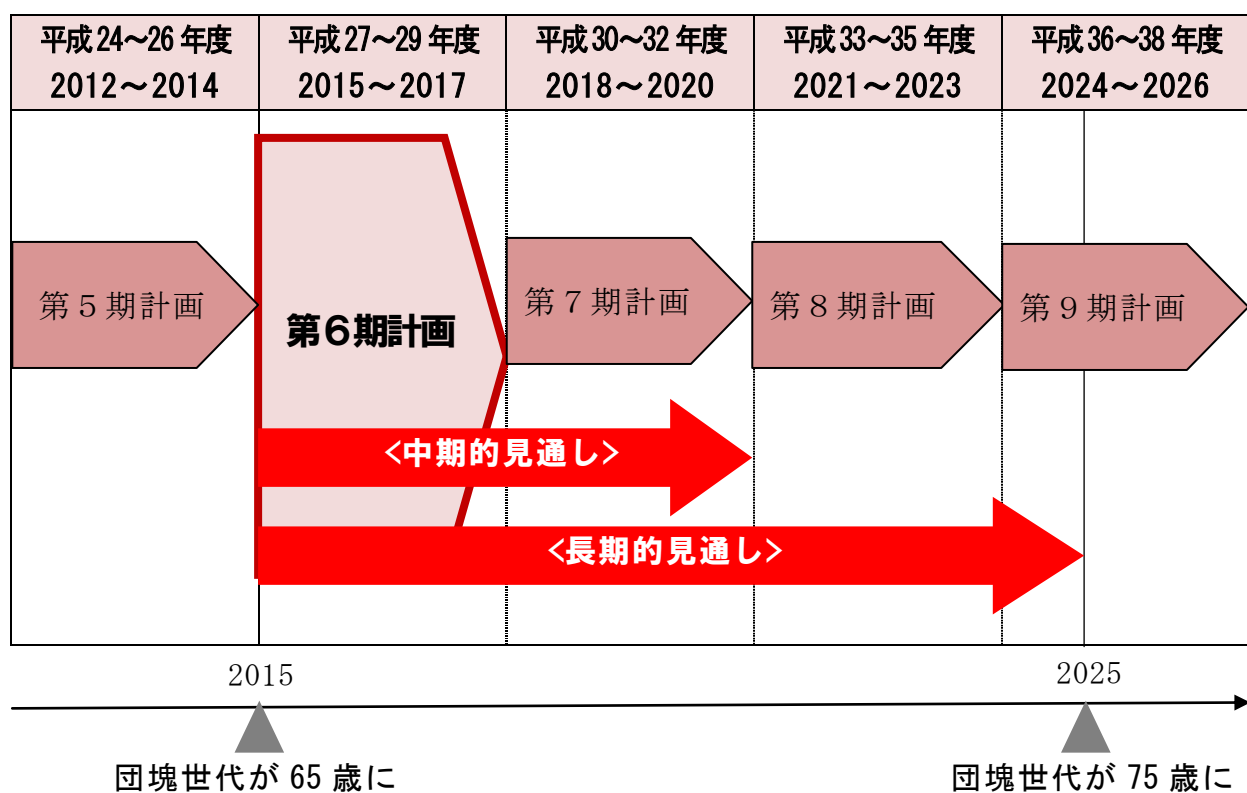 平成24～26年度
2012～2014
平成27～29年度
2015～2017
平成30～32年度
2018～2020
平成33～35年度
2021～2023
平成36～38年度
2024～2026
第５期計画
第６期計画
第７期計画
第８期計画
第９期計画
<中期的見通し>
<長期的見通し>
2015
2025
団塊世代が65歳に
団塊世代が75歳に